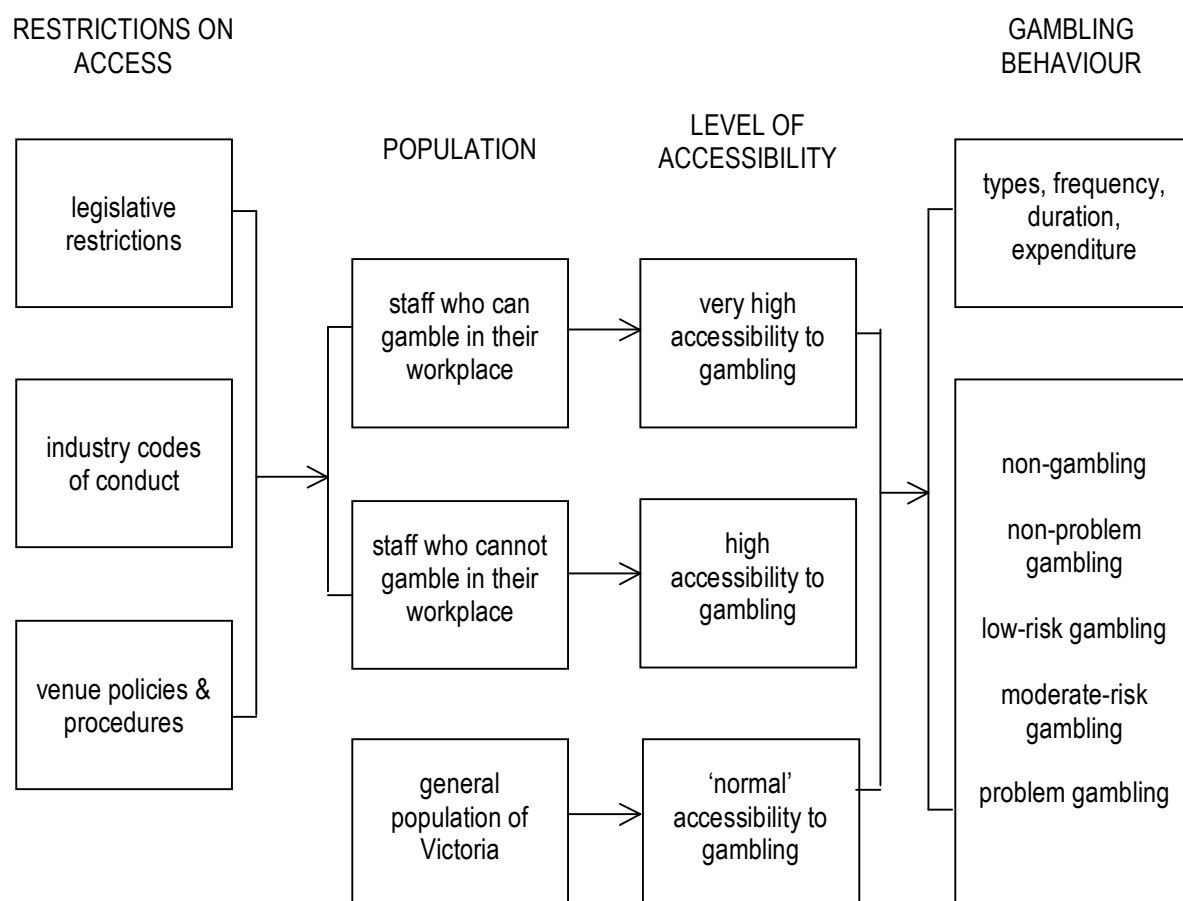 RESTRICTIONS ON
ACCESS
legislative
restrictions
industry codes
of conduct
venue policies &
procedures
POPULATION
staff who can
gamble in their
workplace
staff who cannot
gamble in their
workplace
general
population of
Victoria
LEVEL OF
ACCESSIBILITY
very high
accessibility to
gambling
high
accessibility to
gambling
‘normal’
accessibility to
gambling
GAMBLING
BEHAVIOUR
types, frequency,
duration,
expenditure
non-gambling
non-problem
gambling
low-risk gambling
moderate-risk
gambling
problem gambling